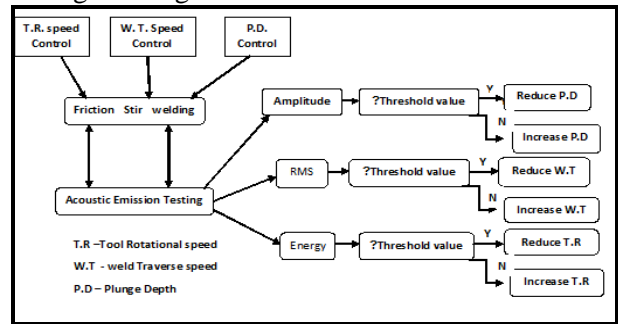 T.R. speed
Control
W. T. Speed
Control
P.D.
Control
Friction Stir welding
Acoustic Emission Testing
Amplitude
?Threshold value
Y
Reduce P.D
N
Increase P.D
RMS
?Threshold value
Y
Reduce W.T
N
Increase W.T
Energy
?Threshold value
Y
Reduce T.R
N
Increase T.R
T.R –Tool Rotational speed
W.T - weld Traverse speed
P.D – Plunge Depth